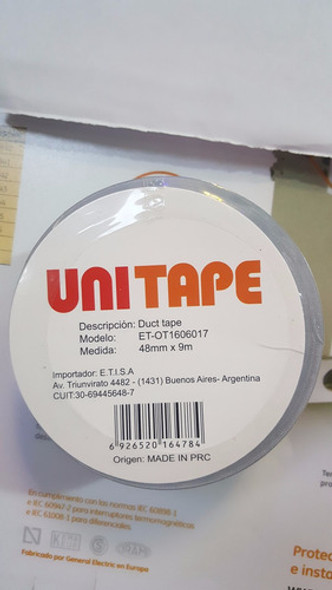 UNITAPE
Descripción: Duct tape
Modelo: ET-OT1606017
Medida: 48mm x 9m
Importador: E.T.I.S.A
Av. Triunvirato 4482 - (1431) Buenos Aires- Argentina
CUIT:30-69445648-7
6 926520 164784
Origen: MADE IN PRC
En cumplimiento con las normas IEC 60898-1
e IEC 60947-2 para interruptores termomagnéticos
e IEC 61008-1 para diferenciales.
Fabricado por General Electric en Europa
Protec
e insto